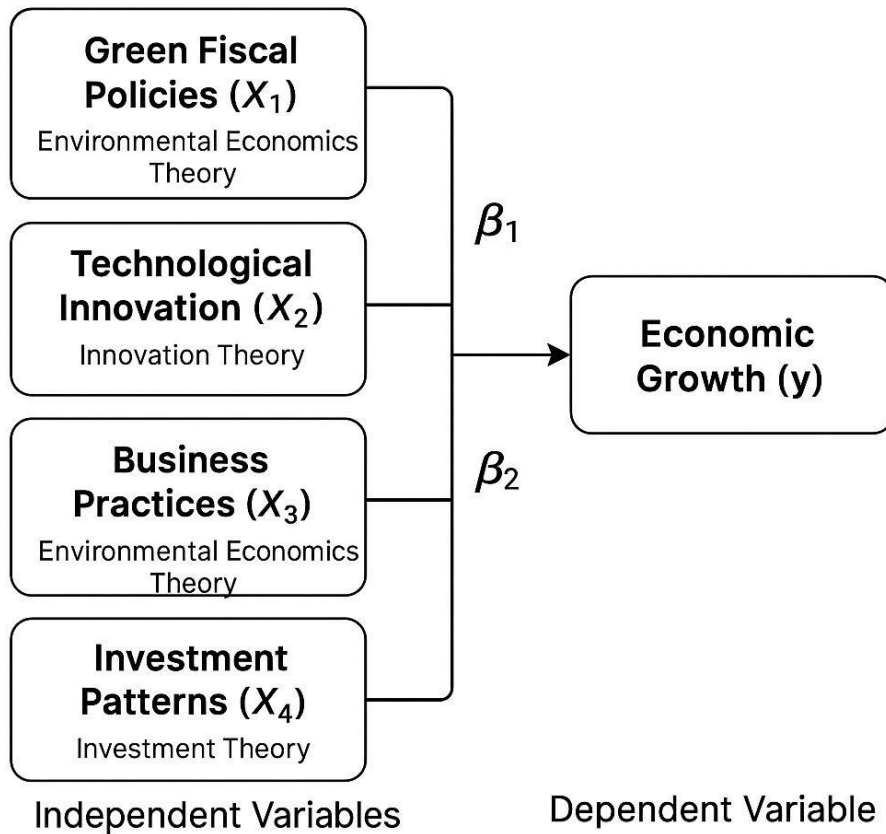 Green Fiscal
Policies (X₁)
Environmental Economics
Theory
Technological
Innovation (X₂)
Innovation Theory
Business
Practices (X₃)
Environmental Economics
Theory
Investment
Patterns (X₄)
Investment Theory
Independent Variables
β₁
β₂
Economic
Growth (y)
Dependent Variable